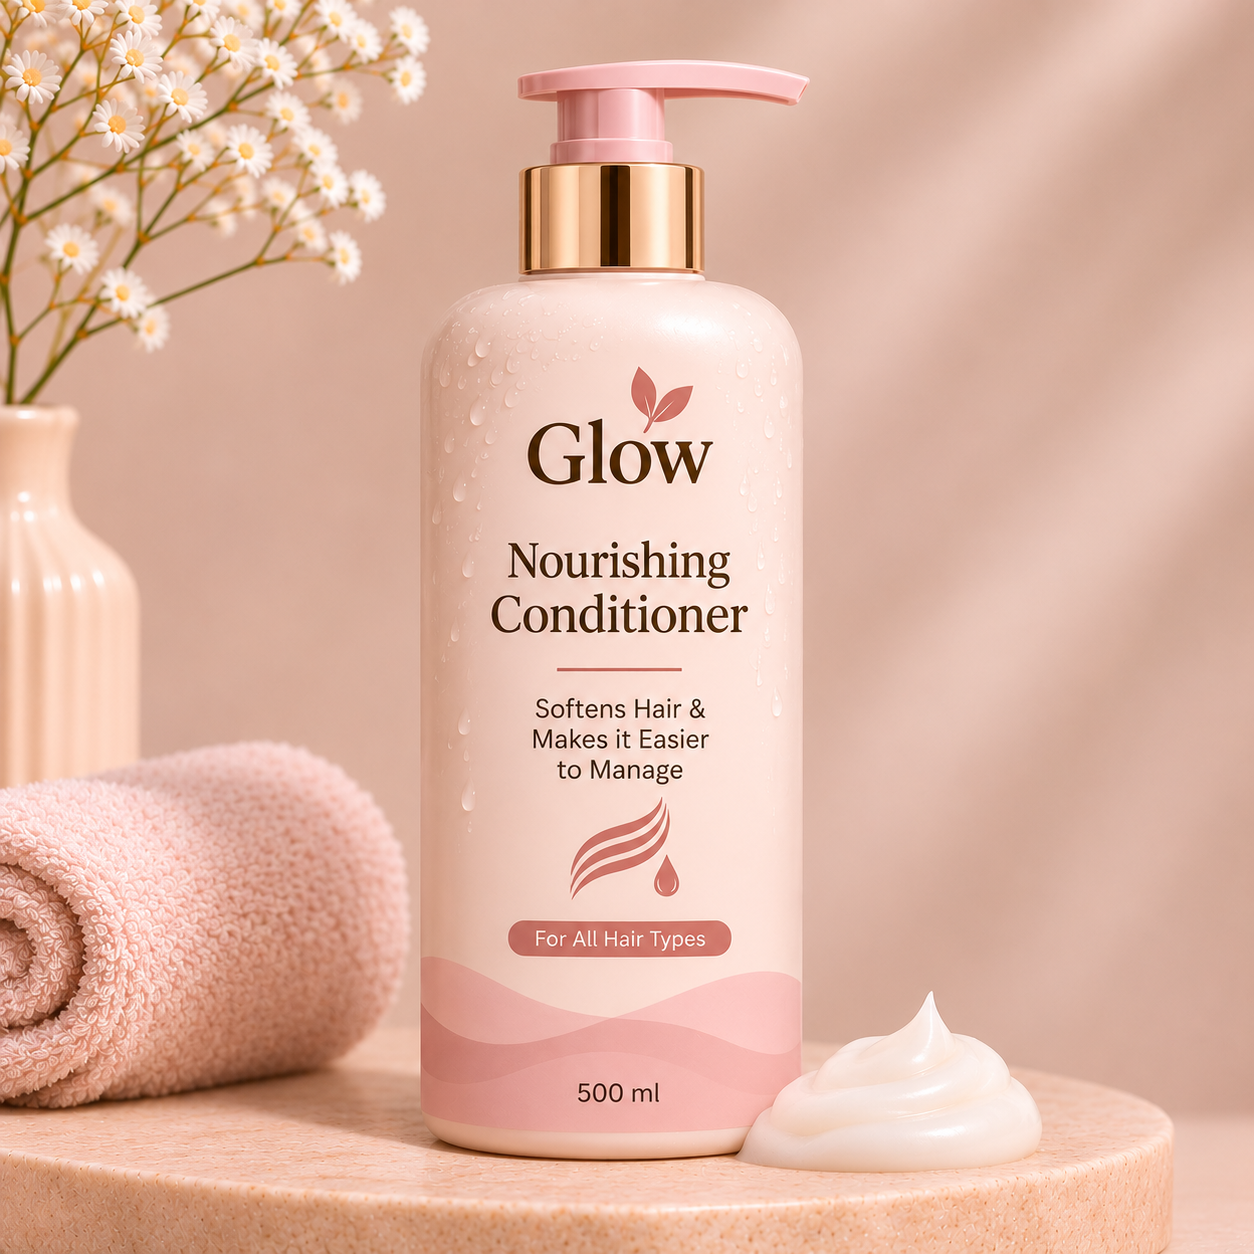 Glow
Nourishing
Conditioner
Softens Hair &
Makes it Easier
to Manage
For All Hair Types
500 ml